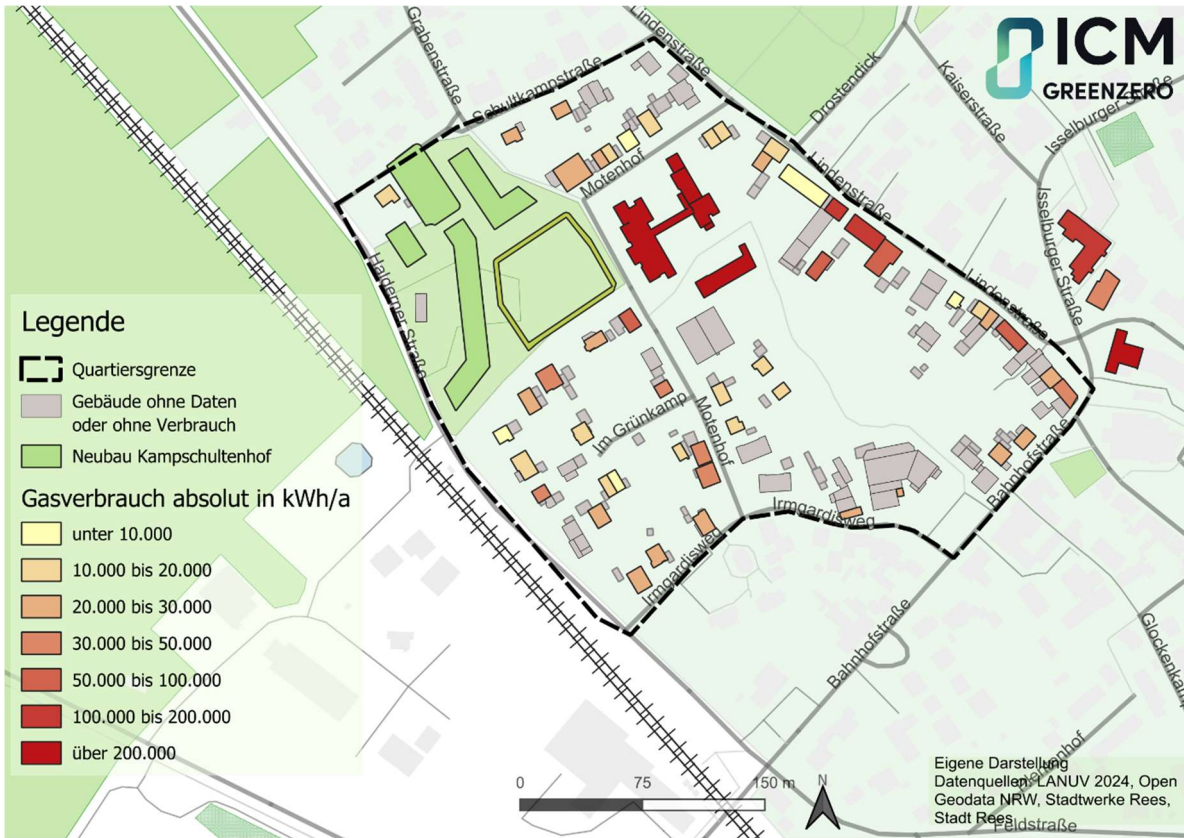 Grabenstraße
Lindenstraße
Schultkampstraße
Drostendick
Kaiserstraße
Isselburger Straße
ICM
GREENZERO
Motenhof
Lindenstraße
Isselburger Straße
Halderner Straße
Lindenstraße
Legende
Quartiersgrenze
Gebäude ohne Daten
oder ohne Verbrauch
Neubau Kampschultenhof
Gasverbrauch absolut in kWh/a
unter 10.000
10.000 bis 20.000
20.000 bis 30.000
30.000 bis 50.000
50.000 bis 100.000
100.000 bis 200.000
über 200.000
Im Grünkamp
Motenhof
Bahnhofstraße
Irmgardisweg
Irmgardisweg
Bahnhofstraße
Glockenkamp
0 75 150 m
N
Eigene Darstellung
Datenquellen: LANUV 2024, Open
Geodata NRW, Stadtwerke Rees,
Stadt Rees
Feldstraße